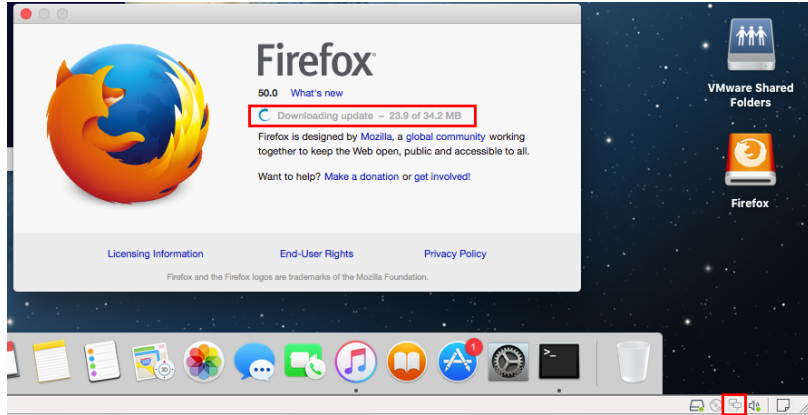 Firefox
50.0 What's new
Downloading update – 23.9 of 34.2 MB
Firefox is designed by Mozilla, a global community working
together to keep the Web open, public and accessible to all.
Want to help? Make a donation or get involved!
Licensing Information End-User Rights Privacy Policy
Firefox and the Firefox logos are trademarks of the Mozilla Foundation.
VMware Shared
Folders
Firefox
1
>_